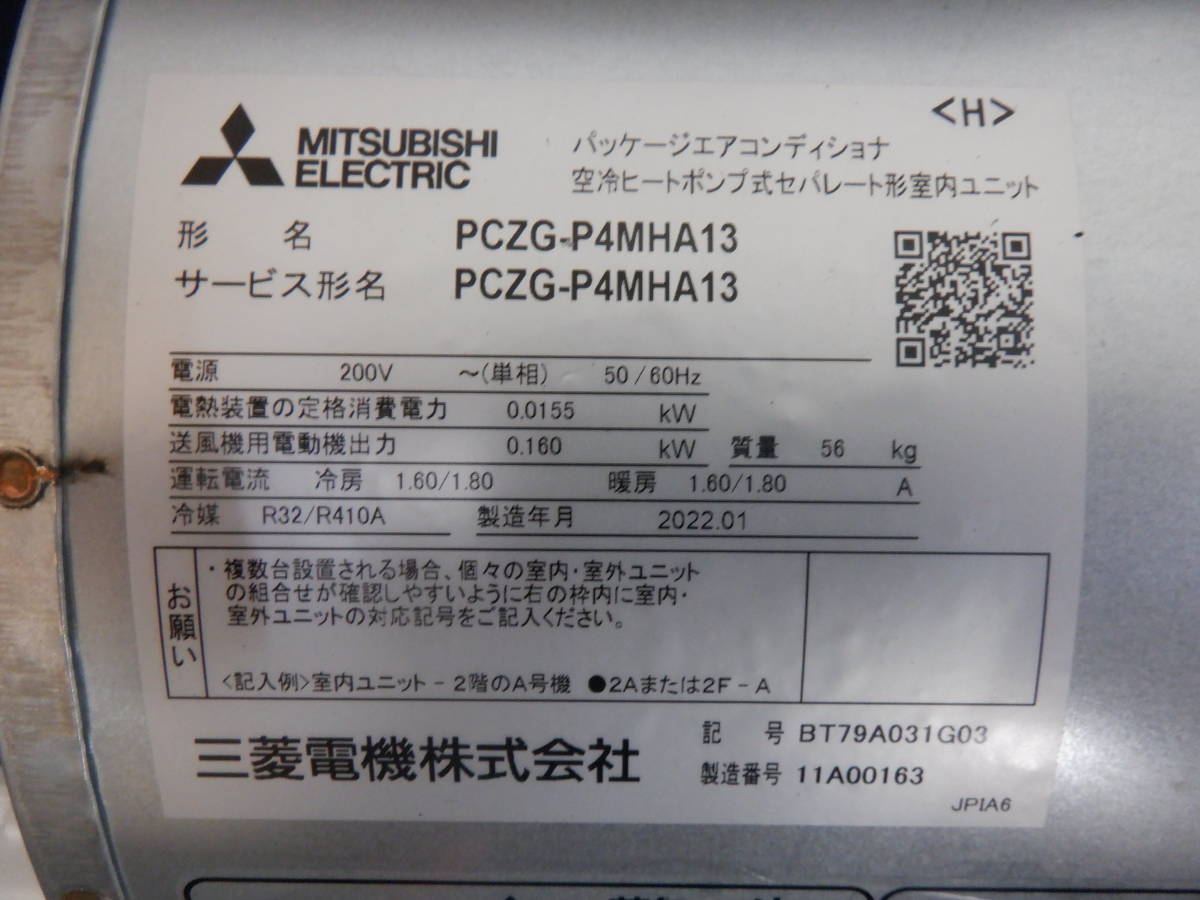 <H>
MITSUBISHI
ELECTRIC
パッケージエアコンディショナ
空冷ヒートポンプ式セパレート形室内ユニット
形 名 PCZG-P4MHA13
サービス形名 PCZG-P4MHA13
電源 200V ～(単相) 50/60Hz
電熱装置の定格消費電力 0.0155 kW
送風機用電動機出力 0.160 kW 質量 56 kg
運転電流 冷房 1.60/1.80 暖房 1.60/1.80 A
冷媒 R32/R410A 製造年月 2022.01
お願い
・複数台設置される場合、個々の室内・室外ユニット
の組合せが確認しやすいように右の枠内に室内・
室外ユニットの対応記号をご記入ください。
<記入例>室内ユニット - 2階のA号機 ●2Aまたは2F-A
三菱電機株式会社
記 号 BT79A031G03
製造番号 11A00163
JPIA6